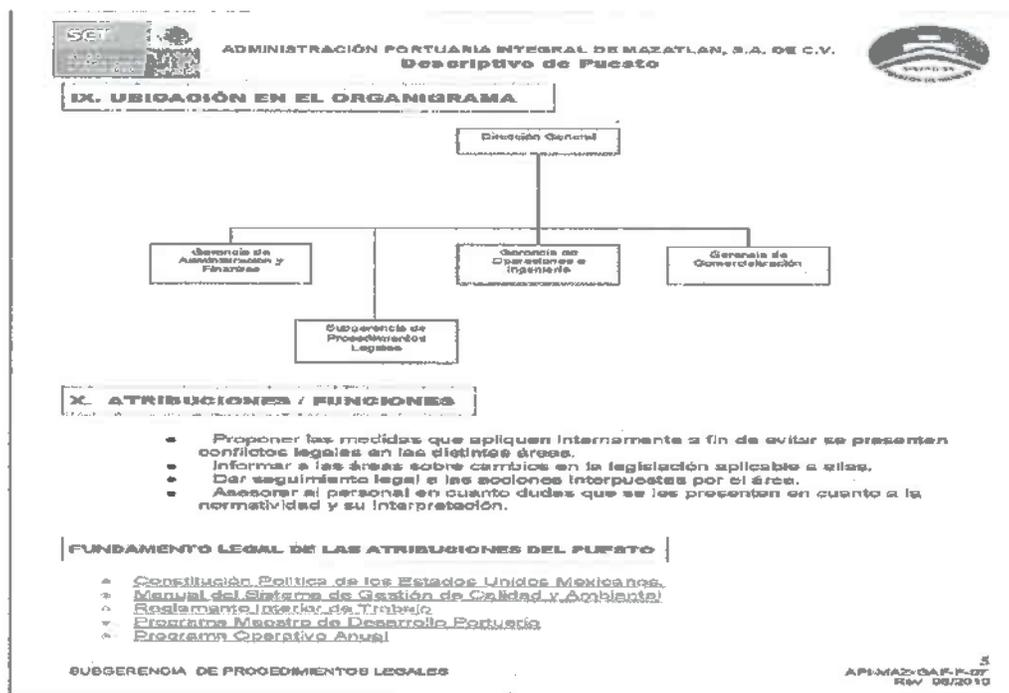 SCT
ADMINISTRACIÓN PORTUARIA INTEGRAL DE MAZATLAN, S.A. DE C.V.
Descriptivo de Puesto
IX. UBICACIÓN EN EL ORGANIGRAMA
Dirección General
Gerencia de
Administración y
Finanzas
Gerencia de
Operaciones e
Ingeniería
Gerencia de
Comercialización
Subgerencia de
Procedimientos
Legales
X. ATRIBUCIONES / FUNCIONES
• Proponer las medidas que apliquen internamente a fin de evitar se presenten
conflictos legales en las distintas áreas.
• Informar a las áreas sobre cambios en la legislación aplicable a ellas.
• Dar seguimiento legal a las acciones interpuestas por el área.
• Asesorar al personal en cuanto dudas que se les presenten en cuanto a la
normatividad y su interpretación.
FUNDAMENTO LEGAL DE LAS ATRIBUCIONES DEL PUESTO
• Constitución Política de los Estados Unidos Mexicanos.
• Manual del Sistema de Gestión de Calidad y Ambiental
• Reglamento Interior de Trabajo
• Programa Maestro de Desarrollo Portuario
• Programa Operativo Anual
SUBGERENCIA DE PROCEDIMIENTOS LEGALES
API-MAZ-GAF-F-07
Rev 06/2010